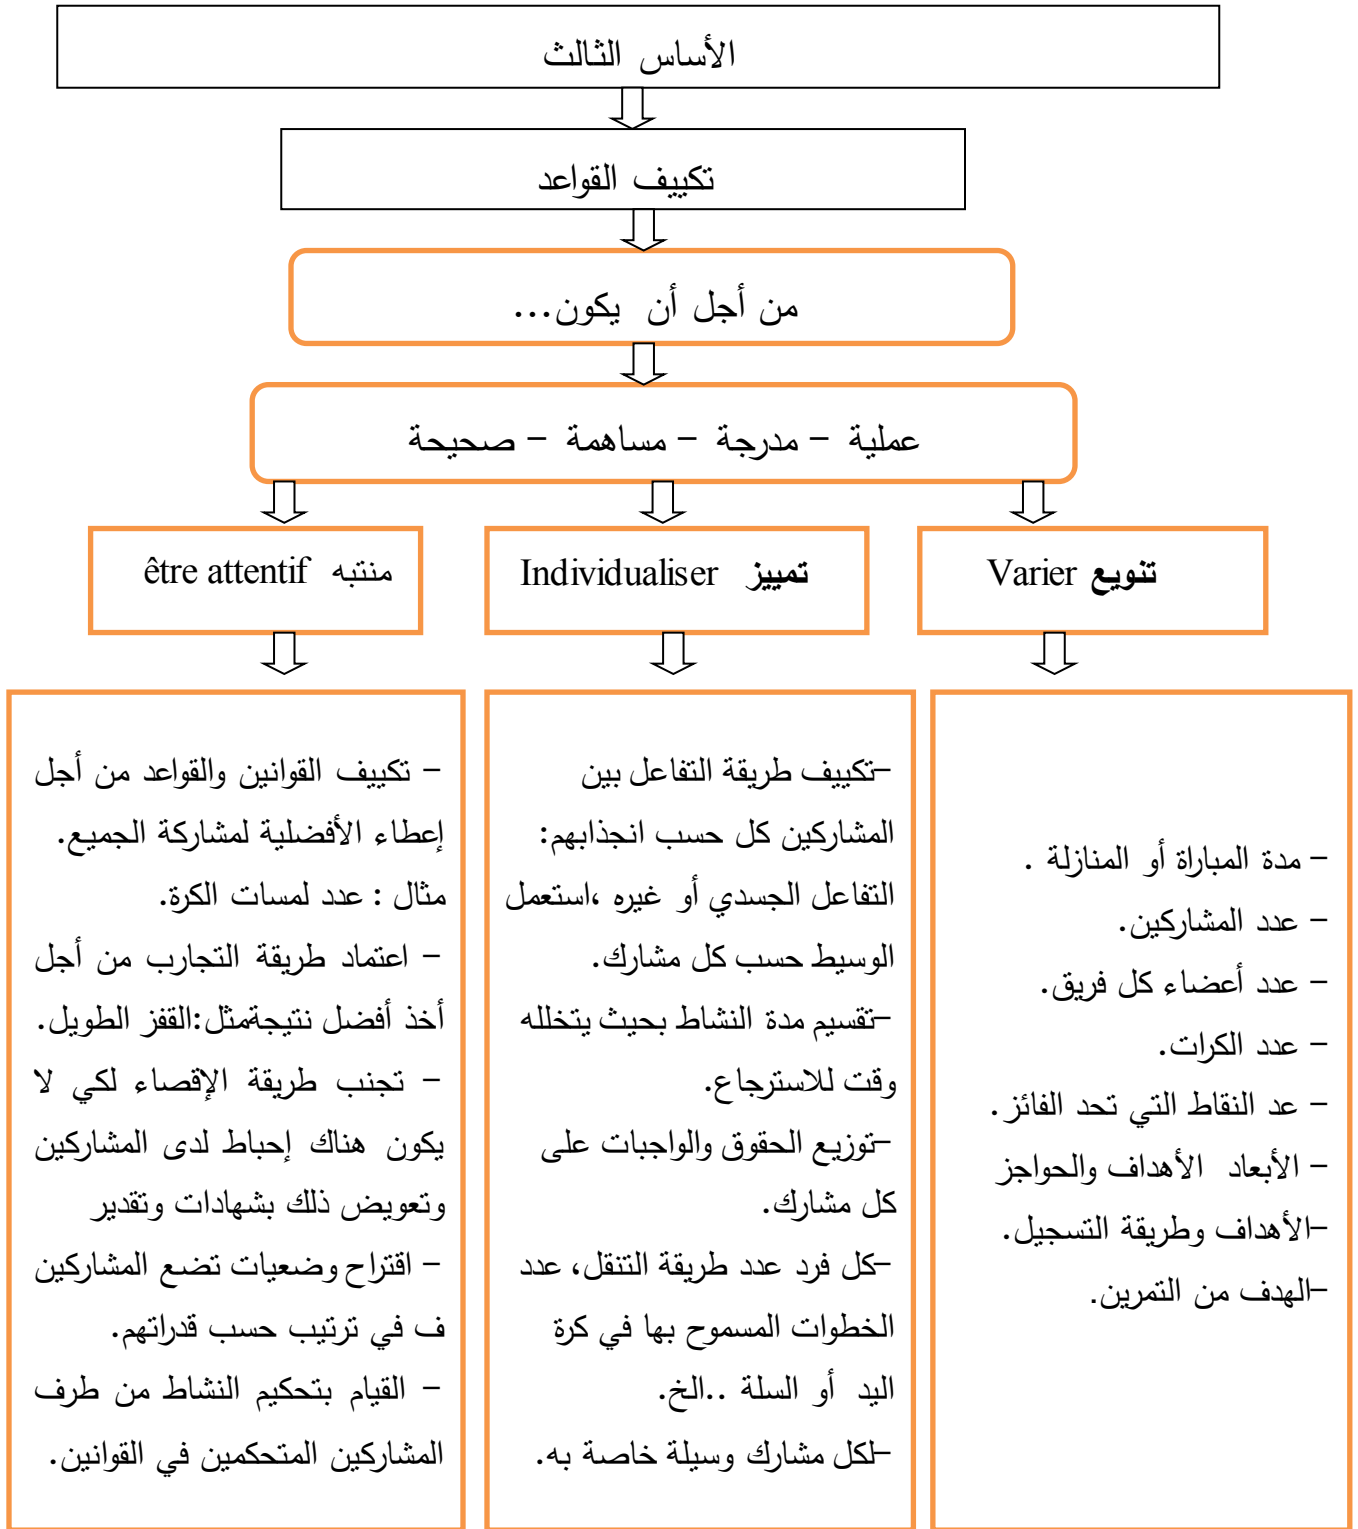 الأساس الثالث
تكييف القواعد
من أجل أن يكون...
عملية – مدرجة – مساهمة – صحيحة
تنويع Varier
تمييز Individualiser
منتبه être attentif
– مدة المباراة أو المنازلة .
– عدد المشاركين.
– عدد أعضاء كل فريق.
– عدد الكرات.
– عد النقاط التي تحد الفائز.
– الأبعاد الأهداف والحواجز
–الأهداف وطريقة التسجيل.
–الهدف من التمرين.
–تكييف طريقة التفاعل بين
المشاركين كل حسب انجذابهم:
التفاعل الجسدي أو غيره ،استعمل
الوسيط حسب كل مشارك.
–تقسيم مدة النشاط بحيث يتخلله
وقت للاسترجاع.
–توزيع الحقوق والواجبات على
كل مشارك.
–كل فرد عدد طريقة التنقل، عدد
الخطوات المسموح بها في كرة
اليد أو السلة ..الخ.
–لكل مشارك وسيلة خاصة به.
– تكييف القوانين والقواعد من أجل
إعطاء الأفضلية لمشاركة الجميع.
مثال : عدد لمسات الكرة.
– اعتماد طريقة التجارب من أجل
أخذ أفضل نتيجةمثل:القفز الطويل.
– تجنب طريقة الإقصاء لكي لا
يكون هناك إحباط لدى المشاركين
وتعويض ذلك بشهادات وتقدير
– اقتراح وضعيات تضع المشاركين
ف في ترتيب حسب قدراتهم.
– القيام بتحكيم النشاط من طرف
المشاركين المتحكمين في القوانين.